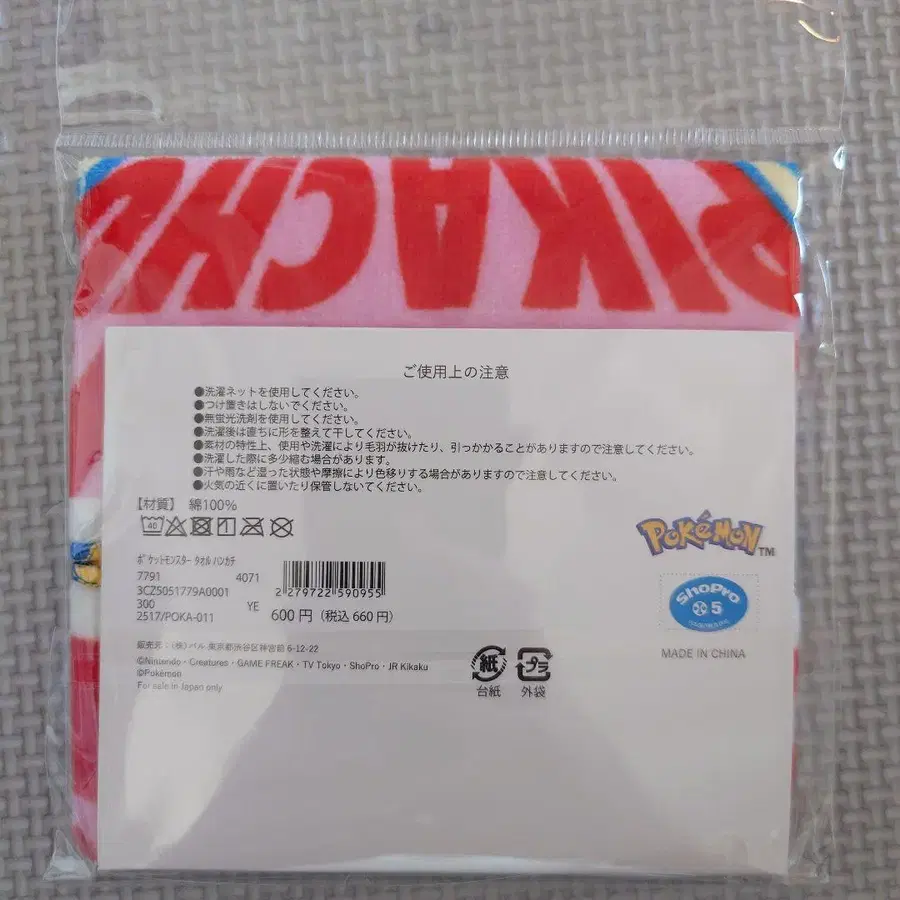 PIKACHU
ご使用上の注意
●洗濯ネットを使用してください。
●つけ置きはしないでください。
●無蛍光洗剤を使用してください。
●洗濯後は直ちに形を整えて干してください。
●素材の特性上、使用や洗濯により毛羽が抜けたり、引っかかることがありますので注意してください。
●洗濯した際に多少縮む場合があります。
●汗や雨など湿った状態や摩擦により色移りする場合がありますので注意してください。
●火気の近くに置いたり保管しないでください。
【材質】 綿100%
40
ポケットモンスター タオルハンカチ
7791 4071
3CZ5051779A0001
300 YE
2517/POKA-011
2 279722 590955
600円（税込 660円）
販売元：(株)パル 東京都渋谷区神宮前 6-12-22
©Nintendo・Creatures・GAME FREAK・TV Tokyo・ShoPro・JR Kikaku
©Pokémon
For sale in Japan only
紙
台紙
プラ
外袋
POKéMON TM
ShoPro
5
MADE IN CHINA